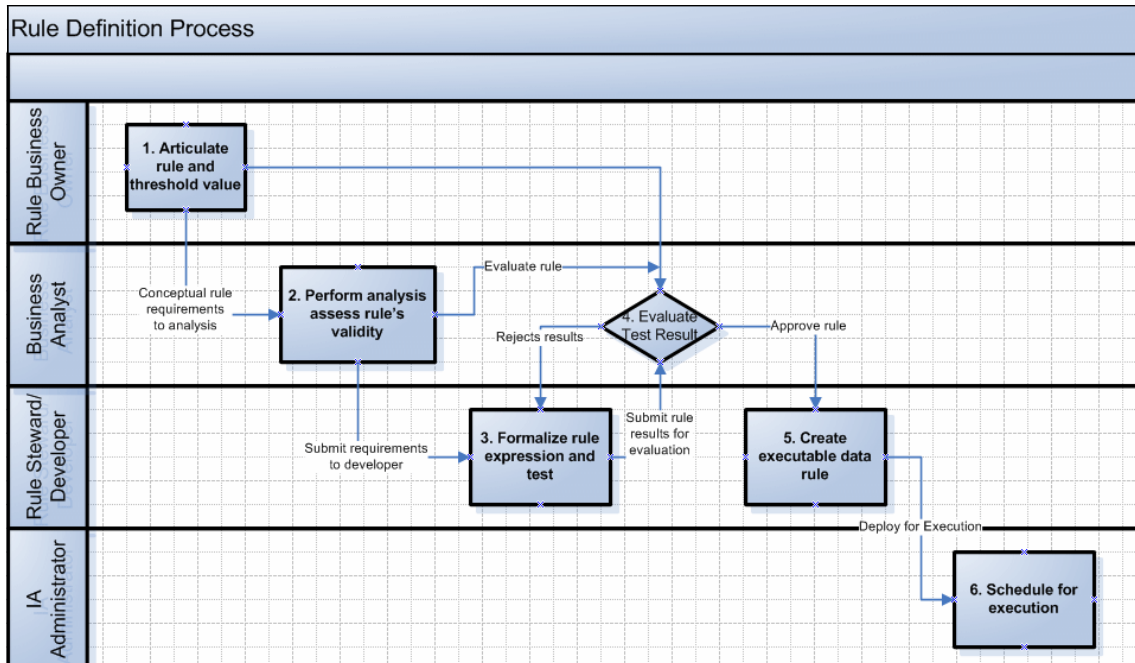 Rule Definition Process
Rule Business
Owner
1. Articulate
rule and
threshold value
Business
Analyst
Conceptual rule
requirements
to analysis
2. Perform analysis
assess rule's
validity
Evaluate rule
4. Evaluate
Test Result
Rejects results
Approve rule
Rule Steward/
Developer
Submit requirements
to developer
3. Formalize rule
expression and
test
Submit rule
results for
evaluation
5. Create
executable data
rule
Deploy for Execution
IA
Administrator
6. Schedule for
execution